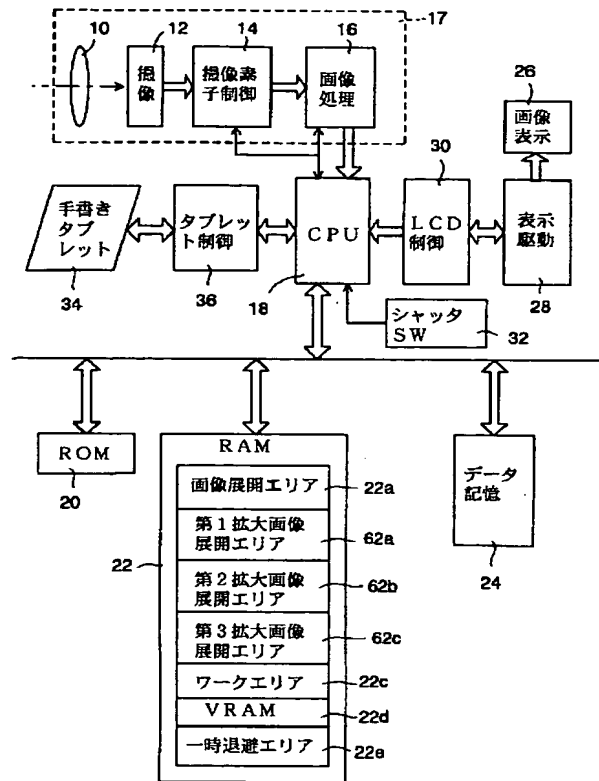 10
12
14
16
17
撮像
撮像素
子制御
画像
処理
26
画像
表示
30
手書き
タブ
レット
タブレット制御
CPU
LCD
制御
表示
駆動
34
36
18
28
シャッタ
SW
32
ROM
20
RAM
データ
記憶
24
22
画像展開エリア
22a
第1拡大画像
展開エリア
62a
第2拡大画像
展開エリア
62b
第3拡大画像
展開エリア
62c
ワークエリア
22c
VRAM
22d
一時退避エリア
22e